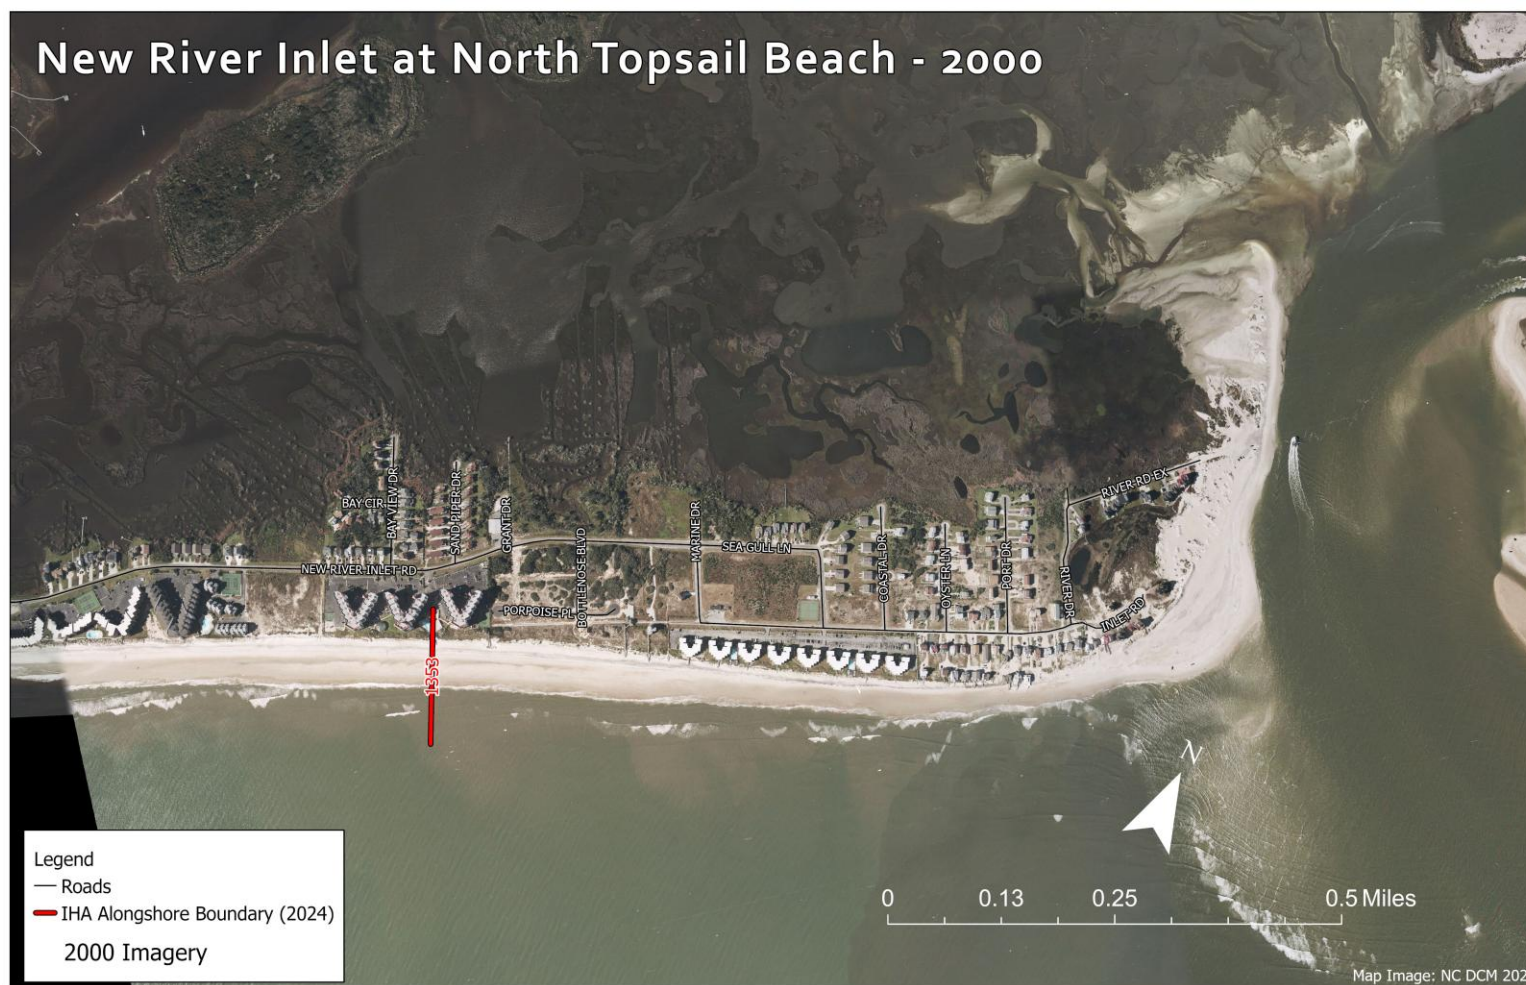 New River Inlet at North Topsail Beach - 2000
RIVER RD EX
BAY CIR
BAY VIEW DR
SAND PIPER DR
GRANT DR
BOTTLENOSE BLVD
MARINE DR
SEA GULL LN
COASTAL DR
OYSTER LN
PORT DR
RIVER DR
NEW RIVER INLET RD
PORPOISE PL
INLET RD
1353
N
Legend
Roads
IHA Alongshore Boundary (2024)
2000 Imagery
0 0.13 0.25 0.5 Miles
Map Image: NC DCM 202